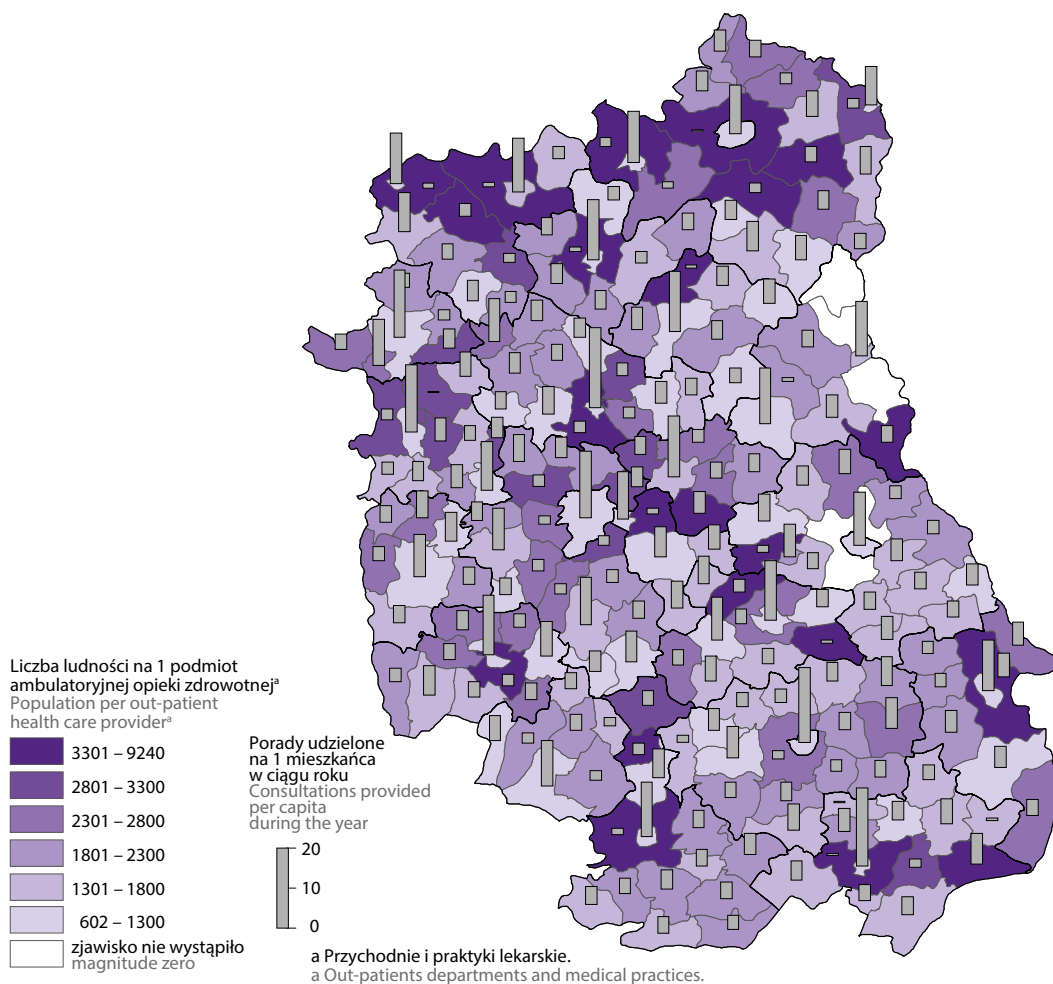 Liczba ludności na 1 podmiot
ambulatoryjnej opieki zdrowotnejª
Population per out-patient
health care providerª
3301 – 9240
2801 – 3300
2301 – 2800
1801 – 2300
1301 – 1800
602 – 1300
zjawisko nie wystąpiło
magnitude zero
Porady udzielone
na 1 mieszkańca
w ciągu roku
Consultations provided
per capita
during the year
20
10
0
a Przychodnie i praktyki lekarskie.
a Out-patients departments and medical practices.